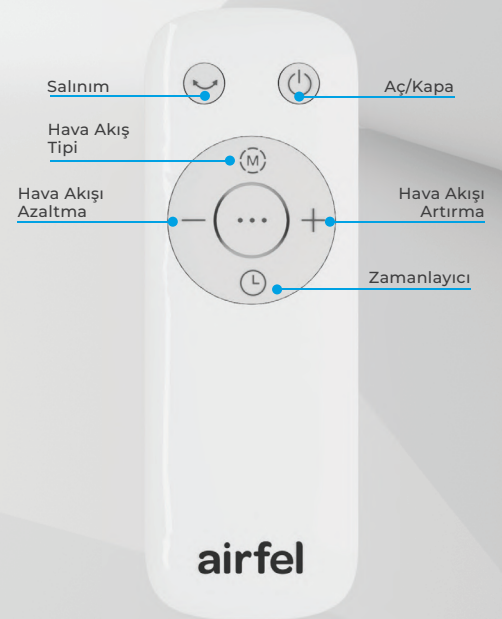 Salınım
Aç/Kapa
Hava Akış
Tipi
M
Hava Akışı
Azaltma
Hava Akışı
Artırma
Zamanlayıcı
airfel